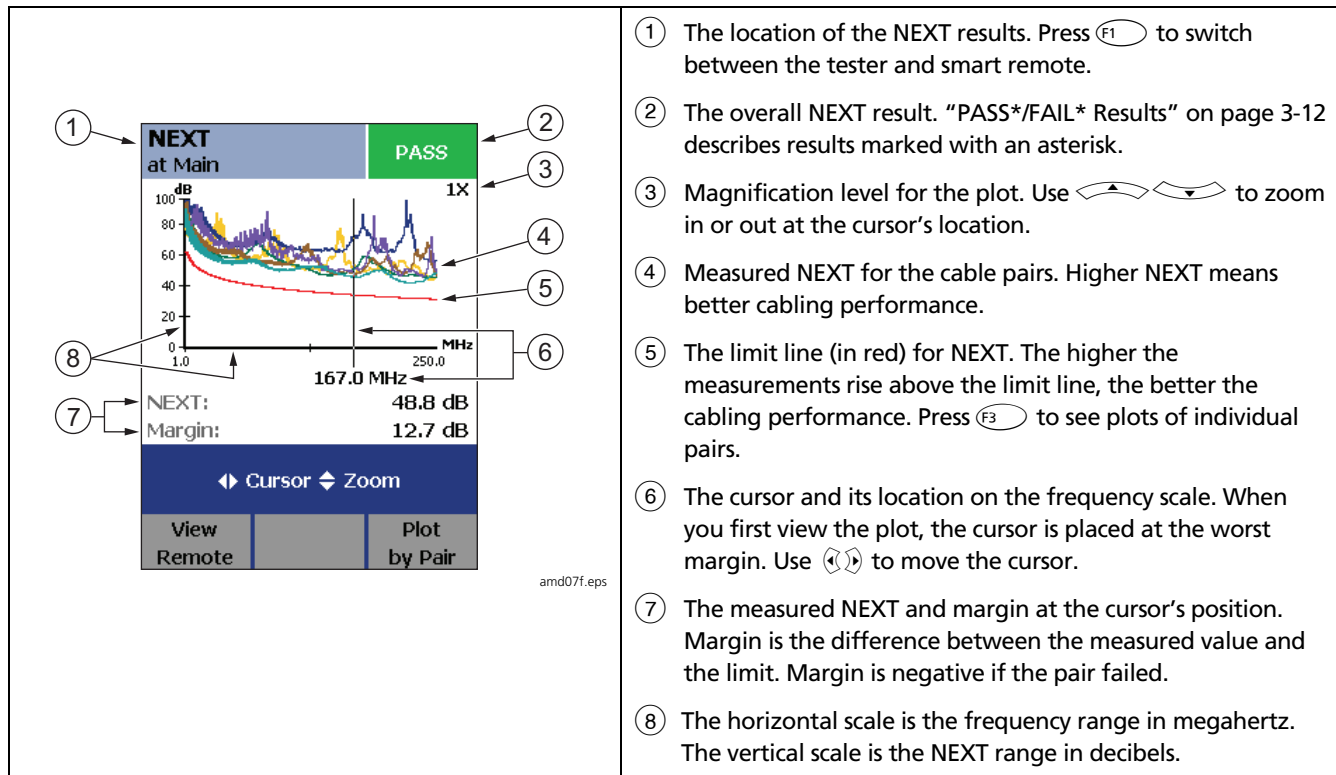 1
NEXT
at Main
PASS
2
3
dB
1X
100
80
60
40
20
0
4
5
MHz
1.0
250.0
6
8
167.0 MHz
7
NEXT: 48.8 dB
Margin: 12.7 dB
Cursor Zoom
View
Remote
Plot
by Pair
amd07f.eps
1 The location of the NEXT results. Press F1 to switch
between the tester and smart remote.
2 The overall NEXT result. “PASS*/FAIL* Results” on page 3-12
describes results marked with an asterisk.
3 Magnification level for the plot. Use to zoom
in or out at the cursor’s location.
4 Measured NEXT for the cable pairs. Higher NEXT means
better cabling performance.
5 The limit line (in red) for NEXT. The higher the
measurements rise above the limit line, the better the
cabling performance. Press F3 to see plots of individual
pairs.
6 The cursor and its location on the frequency scale. When
you first view the plot, the cursor is placed at the worst
margin. Use to move the cursor.
7 The measured NEXT and margin at the cursor’s position.
Margin is the difference between the measured value and
the limit. Margin is negative if the pair failed.
8 The horizontal scale is the frequency range in megahertz.
The vertical scale is the NEXT range in decibels.